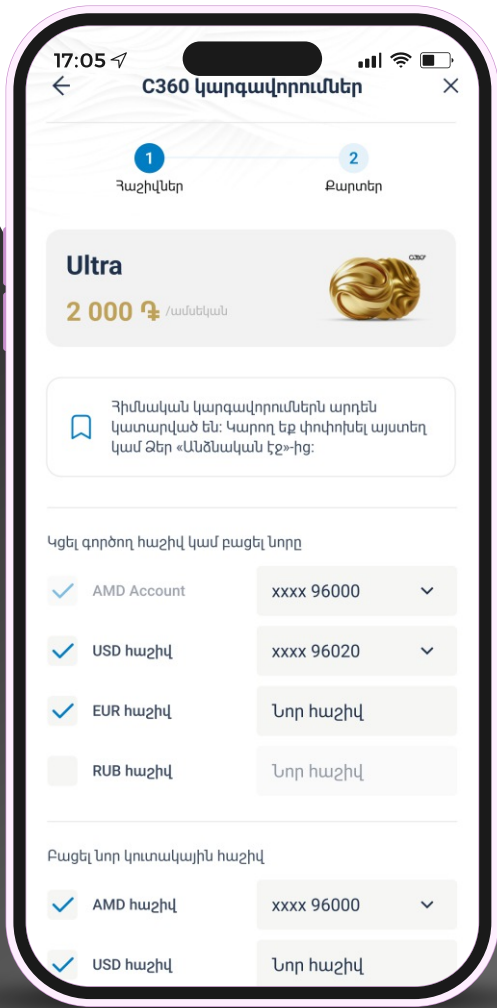 17:05
C360 կարգավորումներ
1
2
Հաշիվներ
Քարտեր
Ultra
C360°
2 000 ֏ /ամսեկան
Հիմնական կարգավորումներն արդեն
կատարված են: Կարող եք փոփոխել այստեղ
կամ Ձեր «Անձնական էջ»-ից:
Կցել գործող հաշիվ կամ բացել նորը
AMD Account
xxxx 96000
USD հաշիվ
xxxx 96020
EUR հաշիվ
Նոր հաշիվ
RUB հաշիվ
Նոր հաշիվ
Բացել նոր կուտակային հաշիվ
AMD հաշիվ
xxxx 96000
USD հաշիվ
Նոր հաշիվ